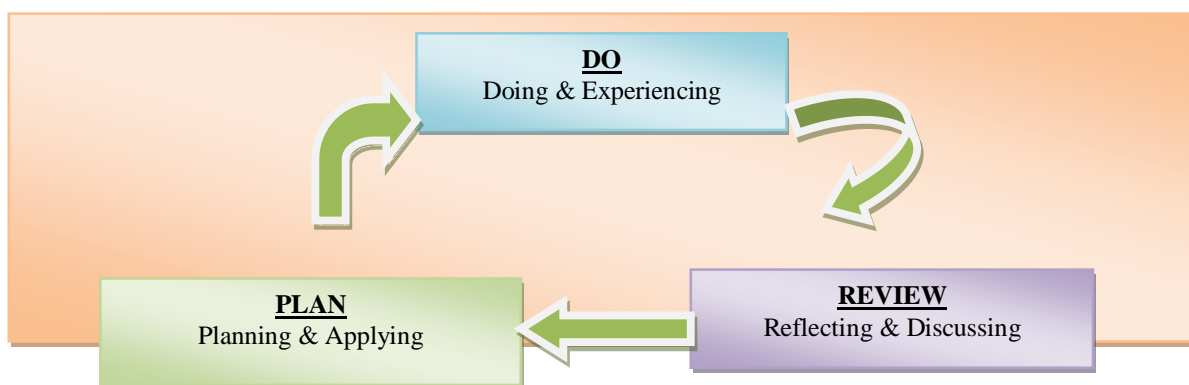 DO
Doing & Experiencing
PLAN
Planning & Applying
REVIEW
Reflecting & Discussing